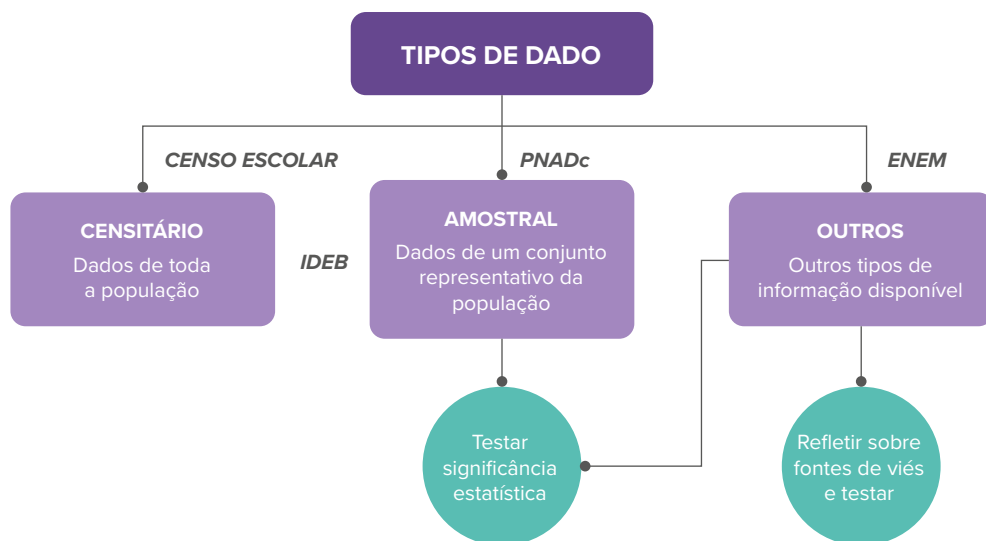 TIPOS DE DADO
CENSO ESCOLAR
PNADc
ENEM
CENSITÁRIO
Dados de toda
a população
IDEB
AMOSTRAL
Dados de um conjunto
representativo da
população
OUTROS
Outros tipos de
informação disponível
Testar
significância
estatística
Refletir sobre
fontes de viés
e testar